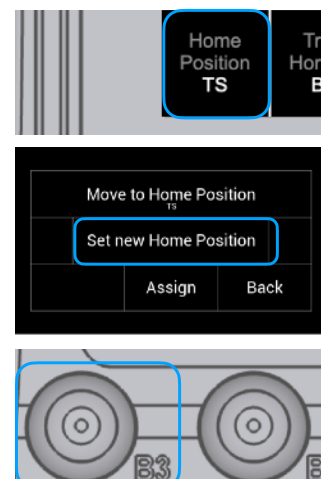 Home
Position
TS
Move to Home Position
TS
Set new Home Position
Assign
Back
B3